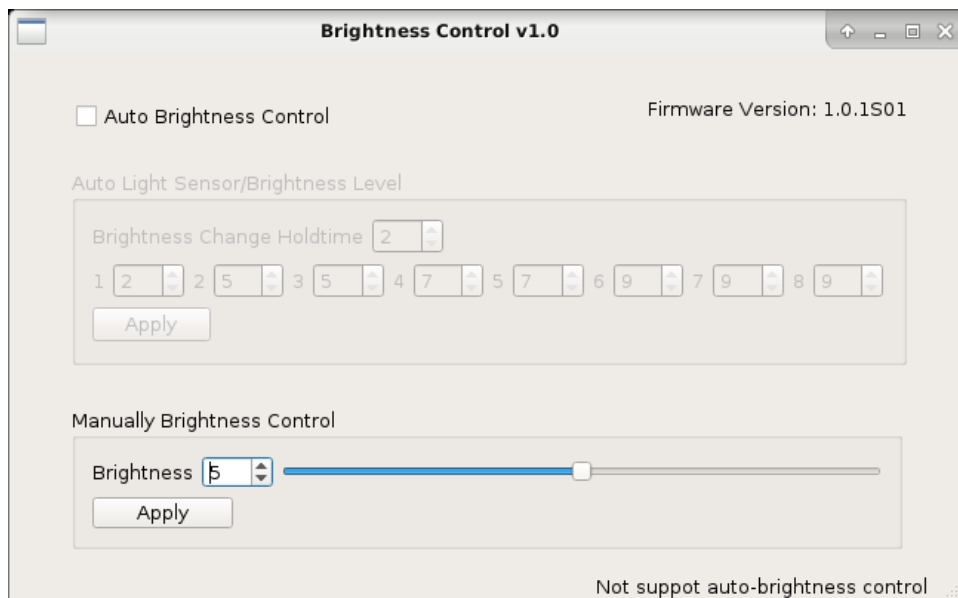 Brightness Control v1.0
Auto Brightness Control
Firmware Version: 1.0.1S01
Auto Light Sensor/Brightness Level
Brightness Change Holdtime 2
1 2 2 5 3 5 4 7 5 7 6 9 7 9 8 9
Apply
Manually Brightness Control
Brightness 5
Apply
Not suppot auto-brightness control